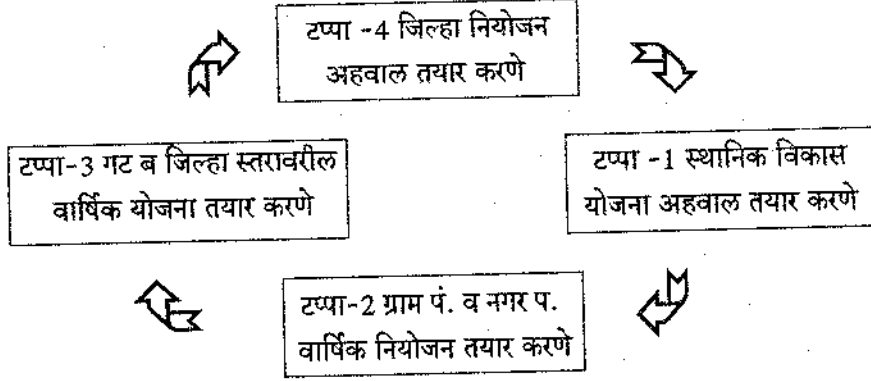 टप्पा -4 जिल्हा नियोजन
अहवाल तयार करणे
टप्पा-3 गट ब जिल्हा स्तरावरील
वार्षिक योजना तयार करणे
टप्पा -1 स्थानिक विकास
योजना अहवाल तयार करणे
टप्पा-2 ग्राम पं. व नगर प.
वार्षिक नियोजन तयार करणे